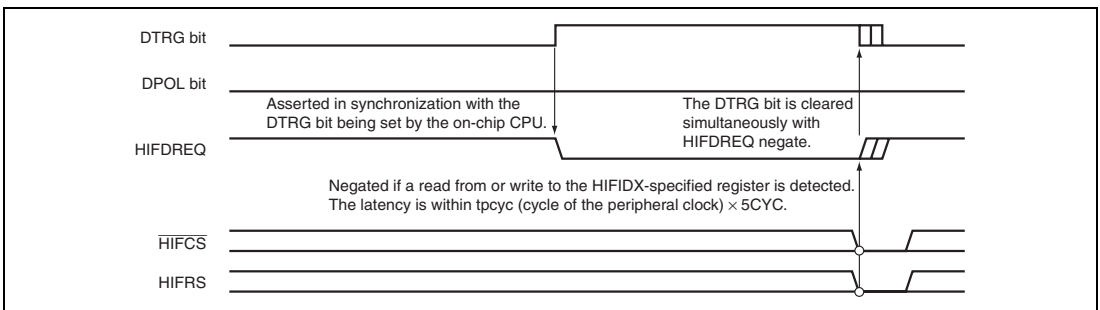 DTRG bit
DPOL bit
Asserted in synchronization with the
DTRG bit being set by the on-chip CPU.
The DTRG bit is cleared
simultaneously with
HIFDREQ negate.
HIFDREQ
Negated if a read from or write to the HIFIDX-specified register is detected.
The latency is within tpcyc (cycle of the peripheral clock) × 5CYC.
HIFCS
HIFRS